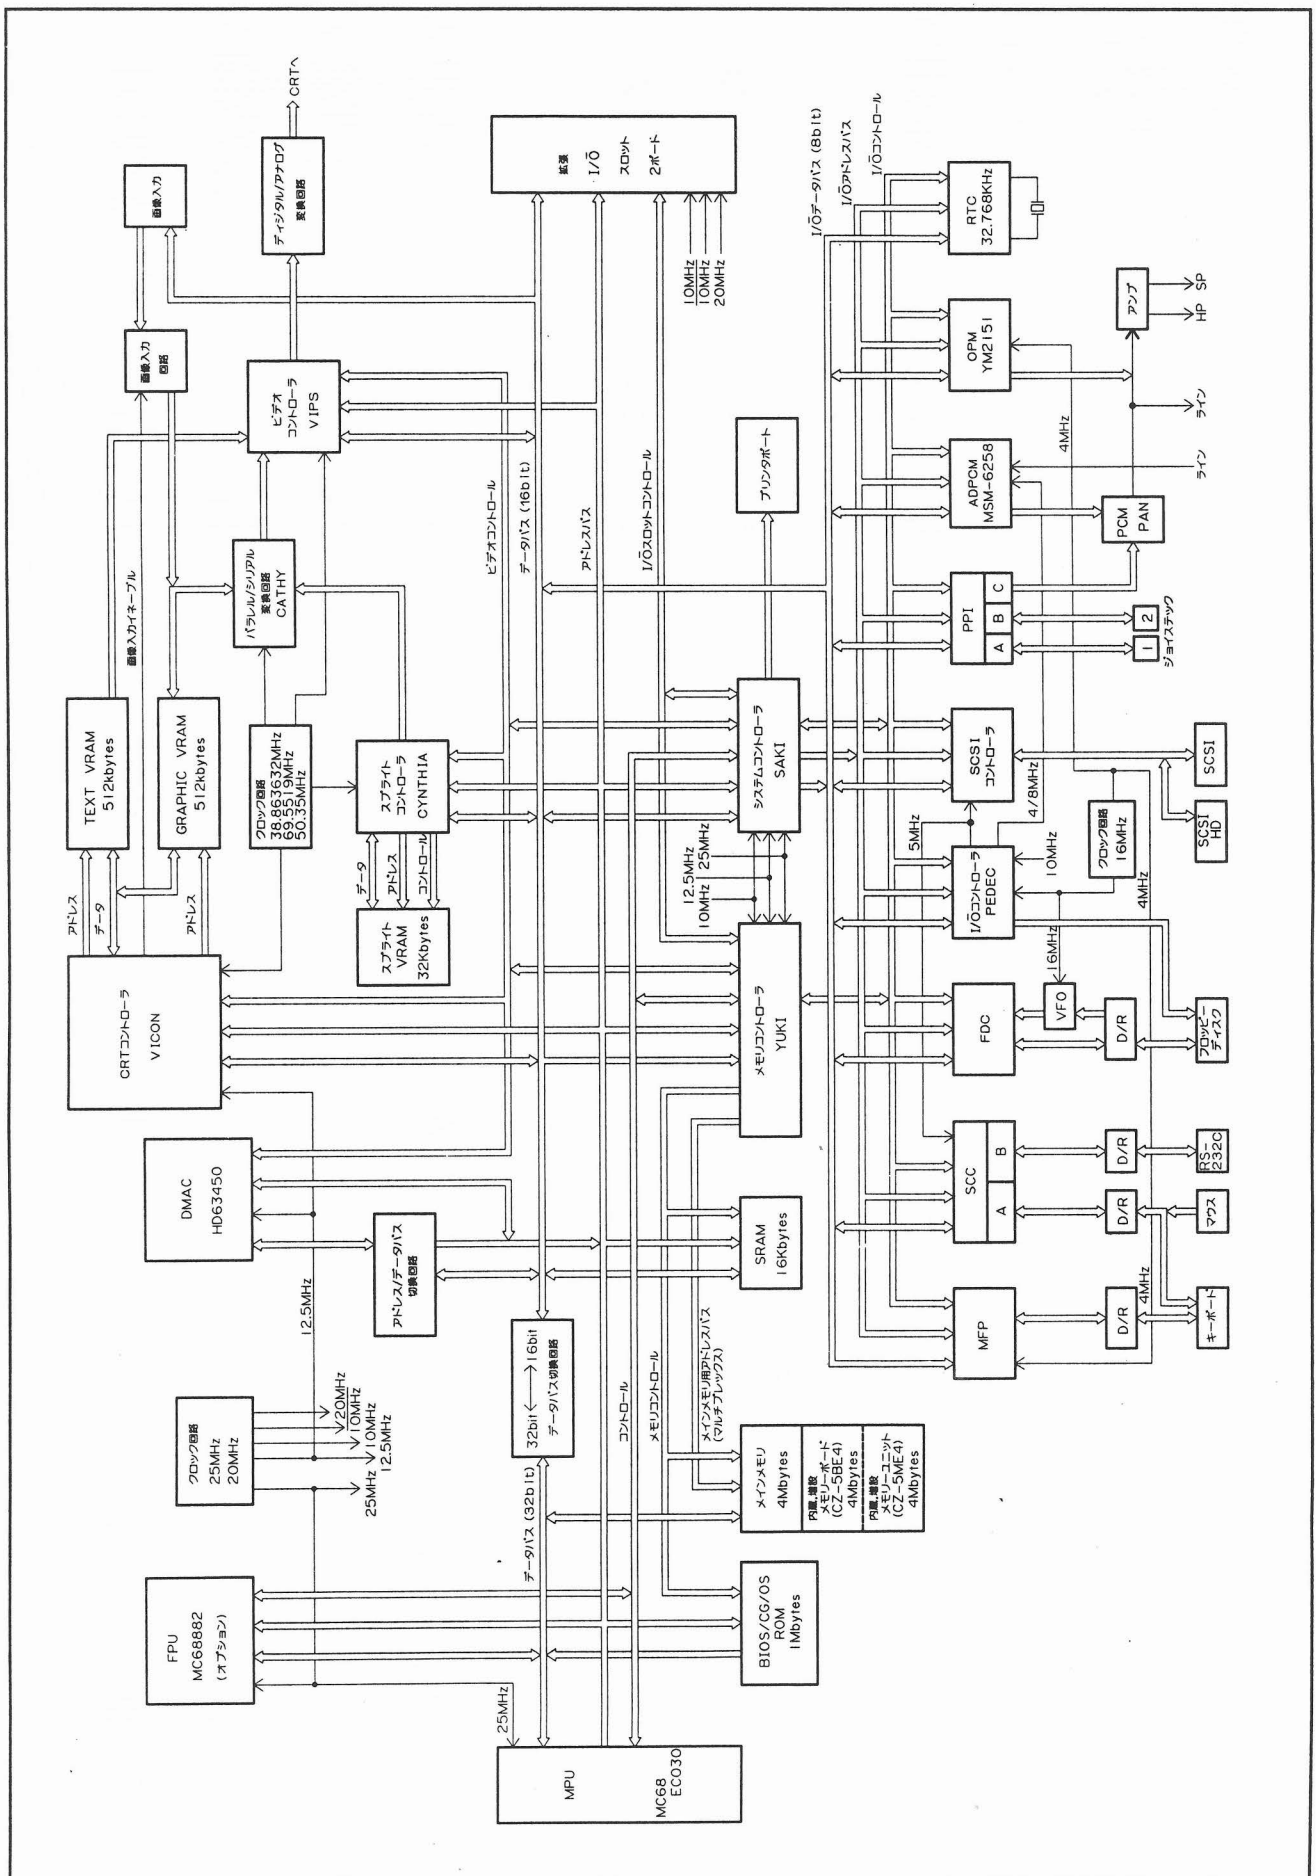 MPU
MC68
EC030
25MHz
FPU
MC68882
(オプション)
クロック回路
25MHz
20MHz
25MHz
20MHz
10MHz
10MHz
12.5MHz
12.5MHz
データバス (32bit)
32bit ⟷ 16bit
データバス切換回路
コントロール
メモリコントロール
メインメモリ用アドレスバス
(マルチプレックス)
BIOS/CG/OS
ROM
1Mbytes
メインメモリ
4Mbytes
内蔵,増設
メモリーボード
(CZ-5BE4)
4Mbytes
内蔵,増設
メモリーユニット
(CZ-5ME4)
4Mbytes
DMAC
HD63450
アドレス/データバス
切換回路
SRAM
16Kbytes
CRTコントローラ
VICON
アドレス
データ
アドレス
画像入力イネーブル
TEXT VRAM
512kbytes
GRAPHIC VRAM
512kbytes
クロック回路
38.863632MHz
69.5519MHz
50.35MHz
スプライト
VRAM
32Kbytes
データ
アドレス
コントロール
スプライト
コントローラ
CYNTHIA
パラレル/シリアル
変換回路
CATHY
画像入力
回路
画像入力
ビデオ
コントローラ
VIPS
ディジタル/アナログ
変換回路
CRTへ
ビデオコントロール
データバス (16bit)
アドレスバス
I/Oスロットコントロール
拡張
I/O
スロット
2ボード
10MHz
10MHz
20MHz
メモリコントローラ
YUKI
10MHz
12.5MHz
25MHz
システムコントローラ
SAKI
プリンタポート
I/Oデータバス (8bit)
I/Oアドレスバス
I/Oコントロール
MFP
4MHz
D/R
キーボード
SCC
A
B
D/R
D/R
マウス
RS-
232C
FDC
VFO
16MHz
D/R
フロッピー
ディスク
I/Oコントローラ
PEDEC
5MHz
10MHz
4/8MHz
クロック回路
16MHz
4MHz
SCSI
コントローラ
SCSI
HD
SCSI
PPI
A
B
C
1
2
ジョイステック
ADPCM
MSM-6258
PCM
PAN
ライン
4MHz
OPM
YM2151
ライン
アンプ
HP
SP
RTC
32.768KHz